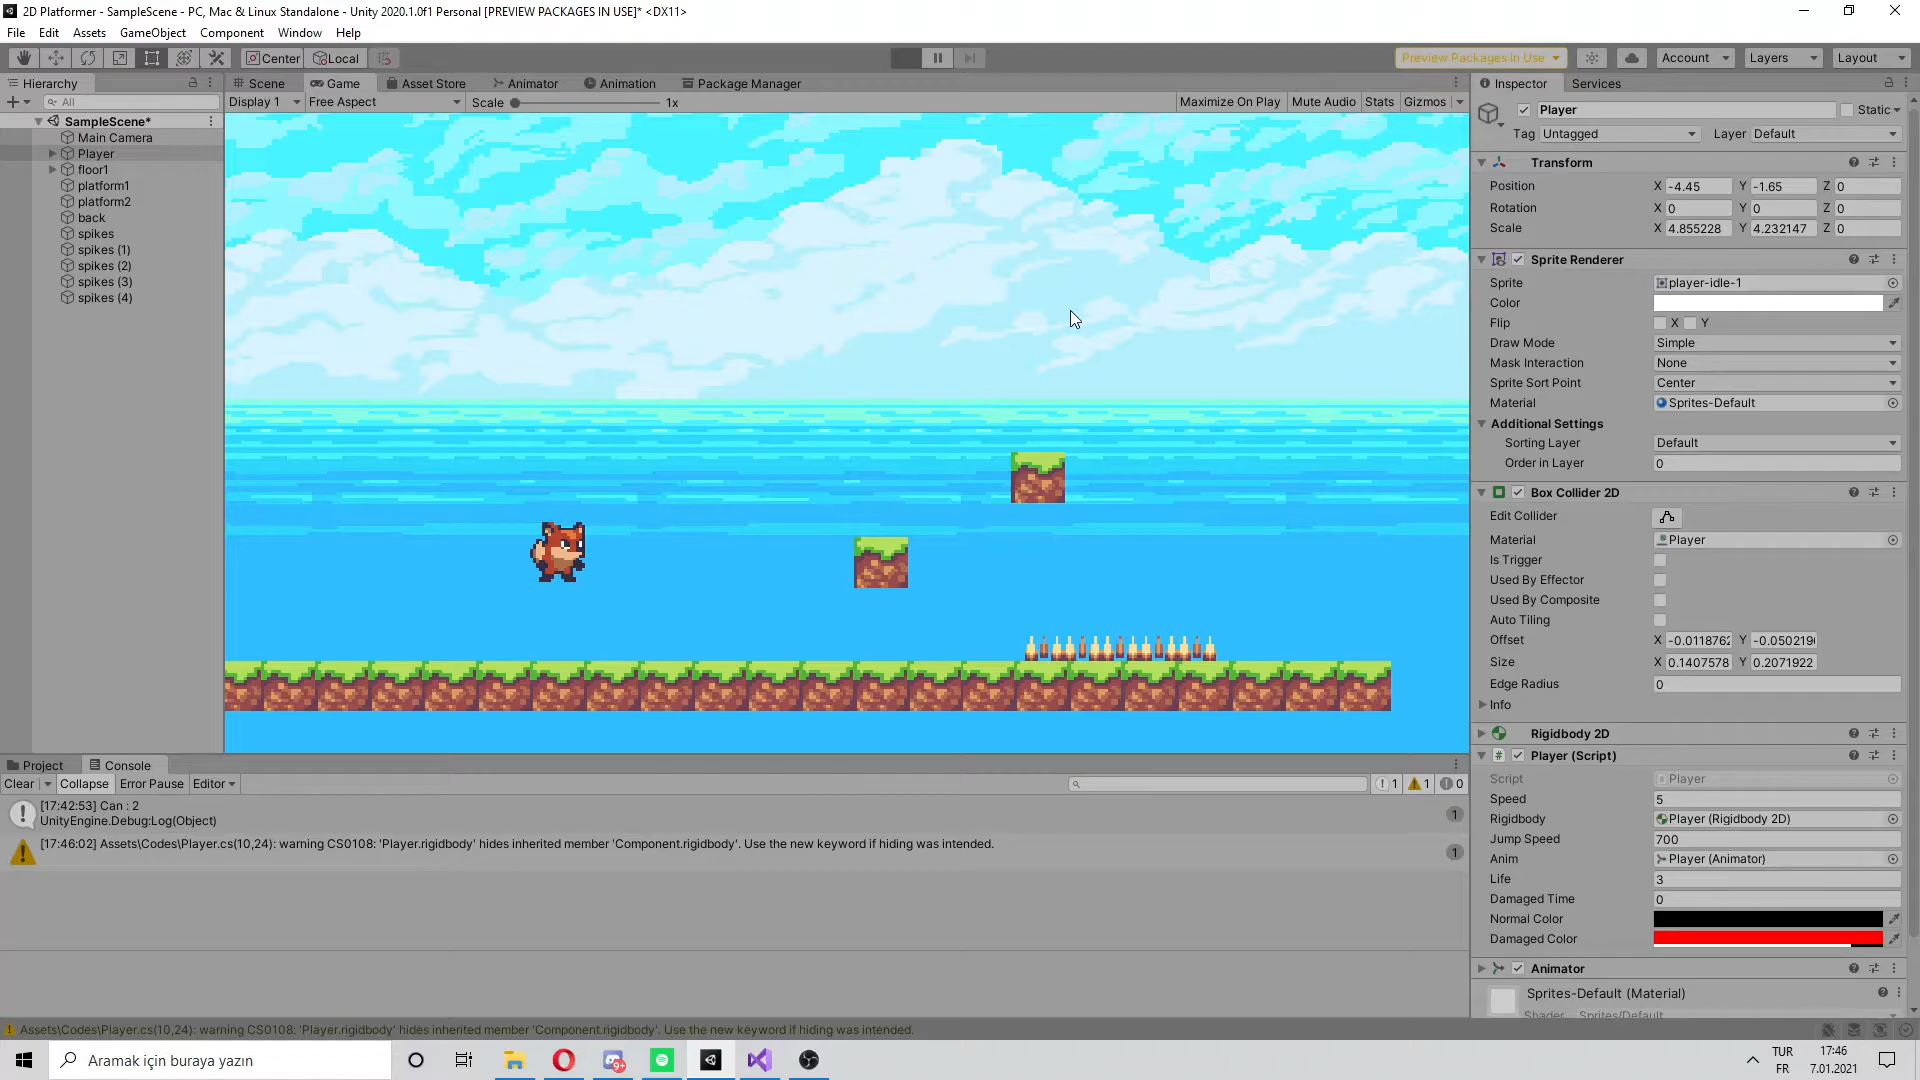 2D Platformer - SampleScene - PC, Mac & Linux Standalone - Unity 2020.1.0f1 Personal [PREVIEW PACKAGES IN USE]* <DX11>
File Edit Assets GameObject Component Window Help
Center Local Preview Packages in Use Account Layers Layout
Hierarchy Scene Game Asset Store Animator Animation Package Manager Inspector Services
All Display 1 Free Aspect Scale 1x Maximize On Play Mute Audio Stats Gizmos
SampleScene*
Main Camera
Player
floor1
platform1
platform2
back
spikes
spikes (1)
spikes (2)
spikes (3)
spikes (4)
Player Static
Tag Untagged Layer Default
Transform
Position X -4.45 Y -1.65 Z 0
Rotation X 0 Y 0 Z 0
Scale X 4.855228 Y 4.232147 Z 0
Sprite Renderer
Sprite player-idle-1
Color
Flip X Y
Draw Mode Simple
Mask Interaction None
Sprite Sort Point Center
Material Sprites-Default
Additional Settings
Sorting Layer Default
Order in Layer 0
Box Collider 2D
Edit Collider
Material Player
Is Trigger
Used By Effector
Used By Composite
Auto Tiling
Offset X -0.0118762 Y -0.050219
Size X 0.1407578 Y 0.2071922
Edge Radius 0
Info
Rigidbody 2D
Player (Script)
Script Player
Speed 5
Rigidbody Player (Rigidbody 2D)
Jump Speed 700
Anim Player (Animator)
Life 3
Damaged Time 0
Normal Color
Damaged Color
Animator
Sprites-Default (Material)
Shader Sprites/Default
Project Console
Clear Collapse Error Pause Editor 1 1 0
[17:42:53] Can : 2
UnityEngine.Debug:Log(Object)
1
[17:46:02] Assets\Codes\Player.cs(10,24): warning CS0108: 'Player.rigidbody' hides inherited member 'Component.rigidbody'. Use the new keyword if hiding was intended.
1
Assets\Codes\Player.cs(10,24): warning CS0108: 'Player.rigidbody' hides inherited member 'Component.rigidbody'. Use the new keyword if hiding was intended.
Aramak için buraya yazın
9+
TUR
FR
17:46
7.01.2021